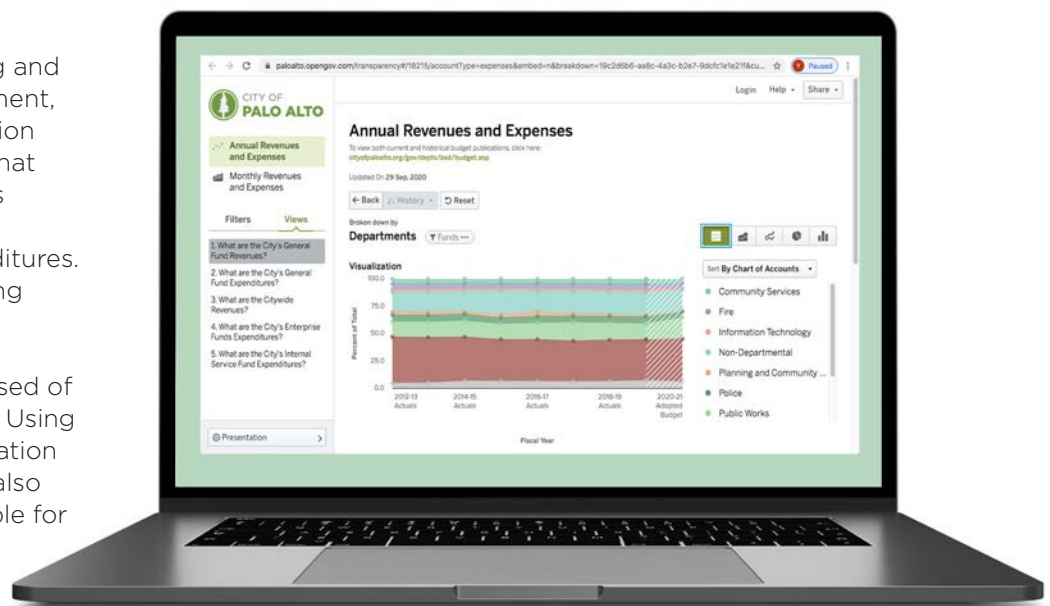 g and
nent,
ion
hat
s
ditures.
ng
sed of
Using
ation
also
ble for
paloalto.opengov.com/transparency#/18215/accountType=expenses&embed=n&breakdown=
Paused
CITY OF
PALO ALTO
Login Help Share
Annual Revenues
and Expenses
Monthly Revenues
and Expenses
Filters Views
1. What are the City's General
Fund Revenues?
2. What are the City's General
Fund Expenditures?
3. What are the Citywide
Revenues?
4. What are the City's Enterprise
Funds Expenditures?
5. What are the City's Internal
Service Fund Expenditures?
Presentation
Annual Revenues and Expenses
To view both current and historical budget publications, click here:
cityofpaloalto.org/gov/depts/asd/budget.asp
Updated On 29 Sep, 2020
Back History Reset
Broken down by
Departments Funds
Visualization
Percent of Total
100.0
75.0
50.0
25.0
0.0
2012-13 2014-15 2016-17 2018-19 2020-21
Actuals Actuals Actuals Actuals Adopted
Budget
Fiscal Year
Sort By Chart of Accounts
Community Services
Fire
Information Technology
Non-Departmental
Planning and Community ...
Police
Public Works